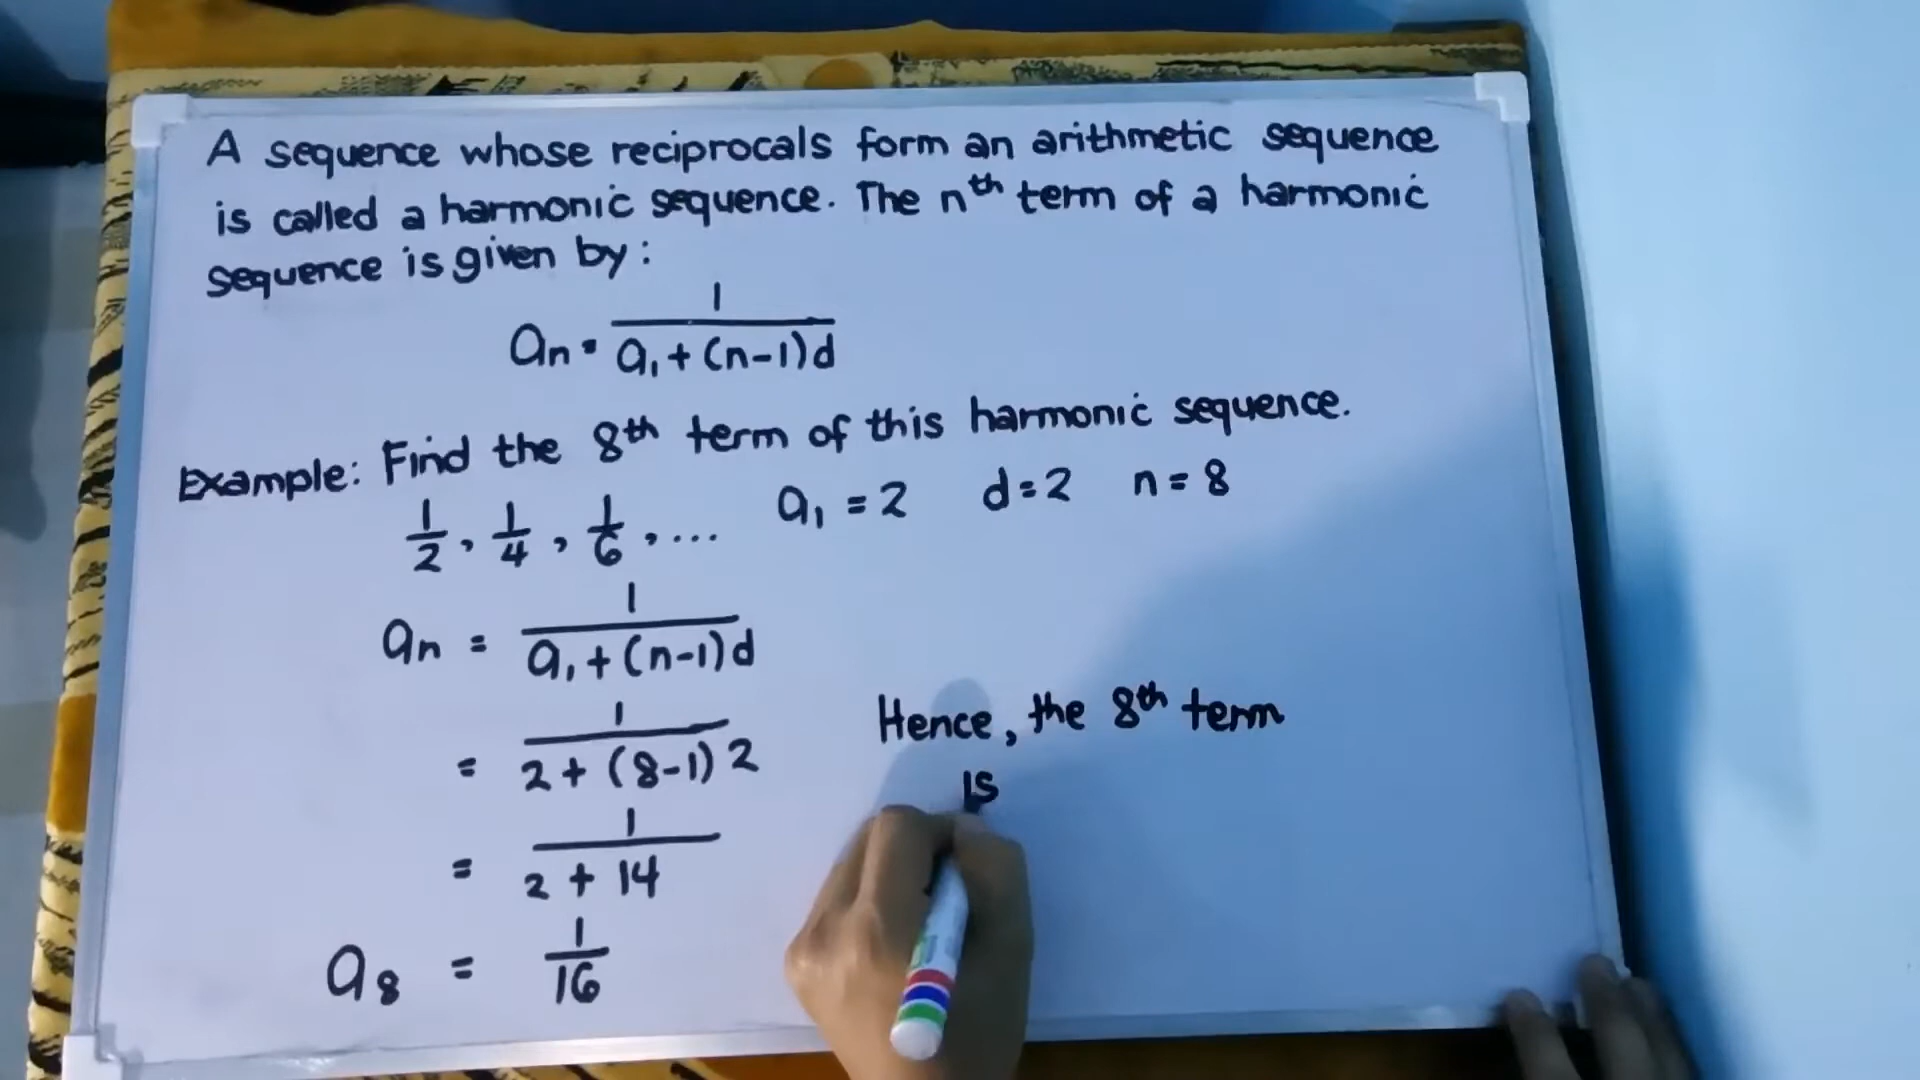 A sequence whose reciprocals form an arithmetic sequence
is called a harmonic sequence. The nᵗʰ term of a harmonic
sequence is given by:
aₙ = 1/(a₁ + (n-1)d)
Example: Find the 8ᵗʰ term of this harmonic sequence.
1/2, 1/4, 1/6, ... a₁ = 2 d = 2 n = 8
aₙ = 1/(a₁ + (n-1)d)
= 1/(2 + (8-1)2)
= 1/(2 + 14)
a₈ = 1/16
Hence, the 8ᵗʰ term
is